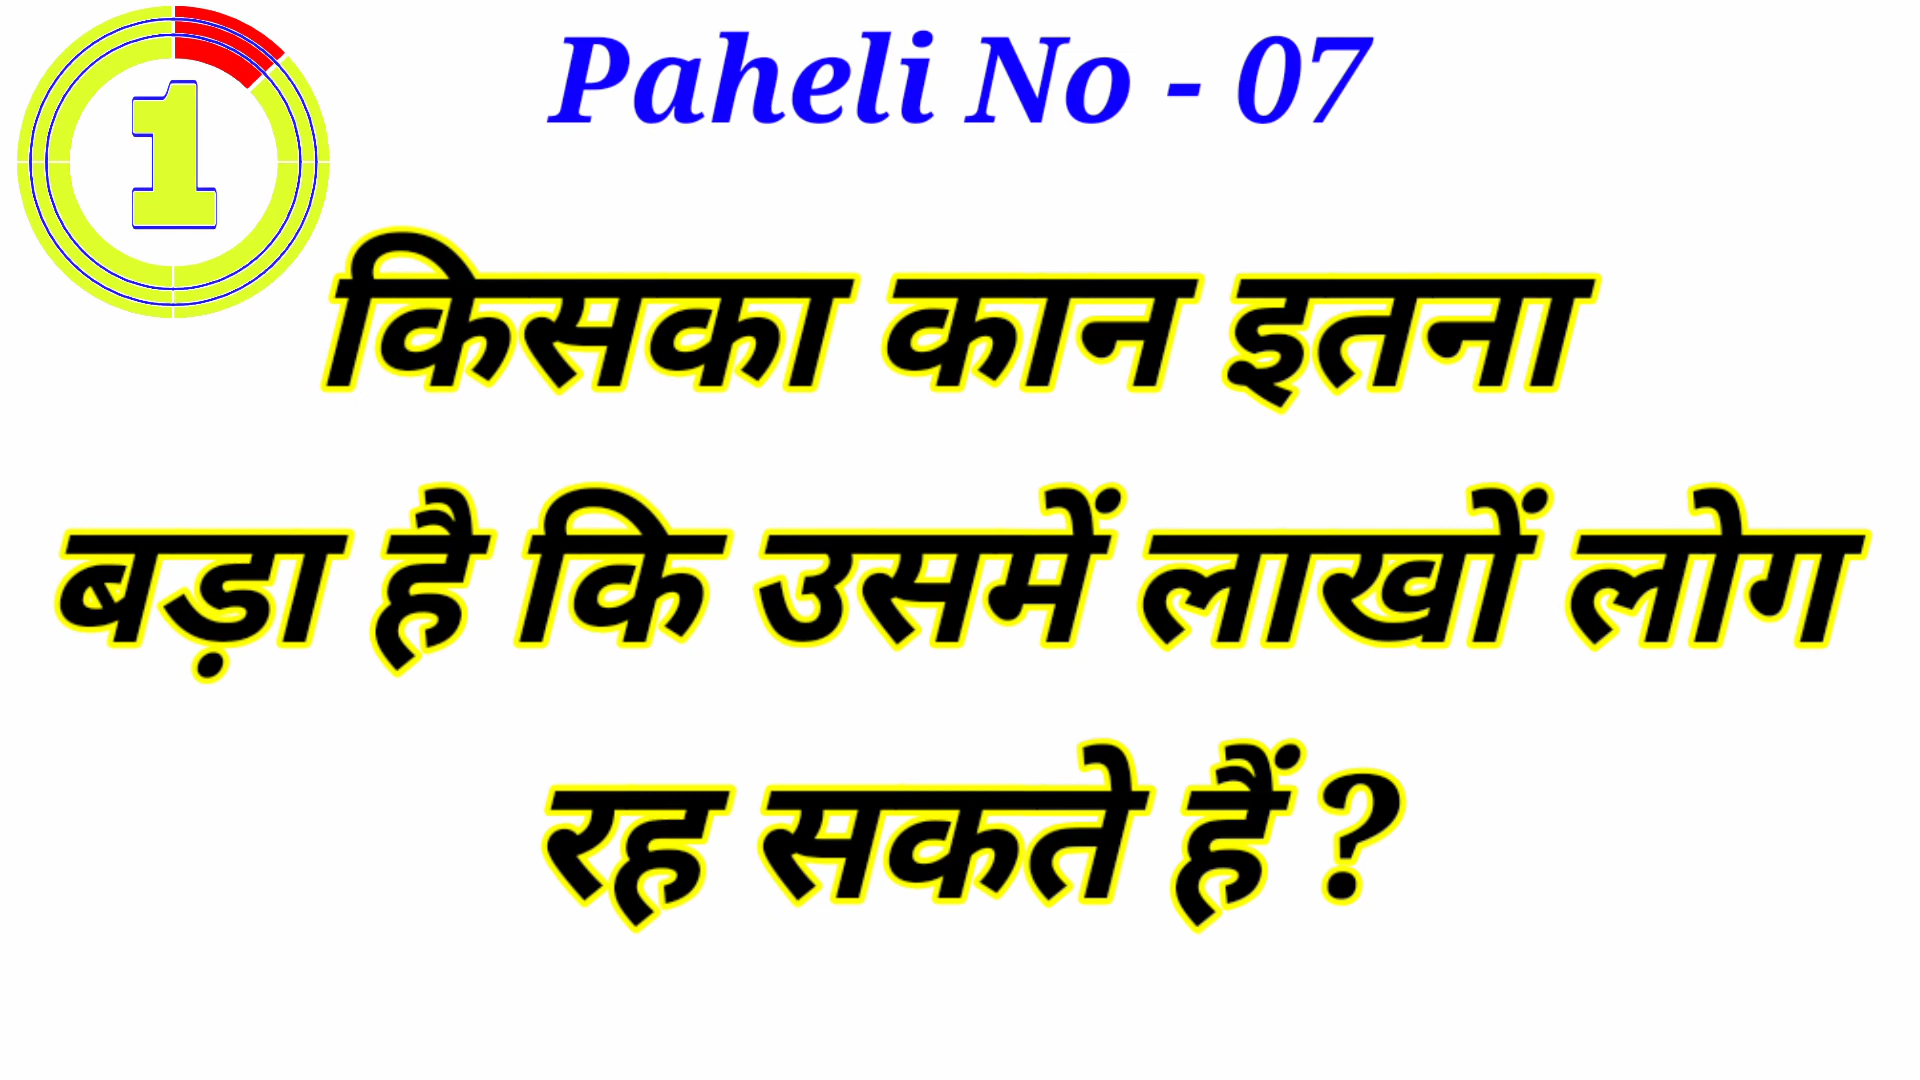 1
Paheli No - 07
किसका कान इतना
बड़ा है कि उसमें लाखों लोग
रह सकते हैं ?